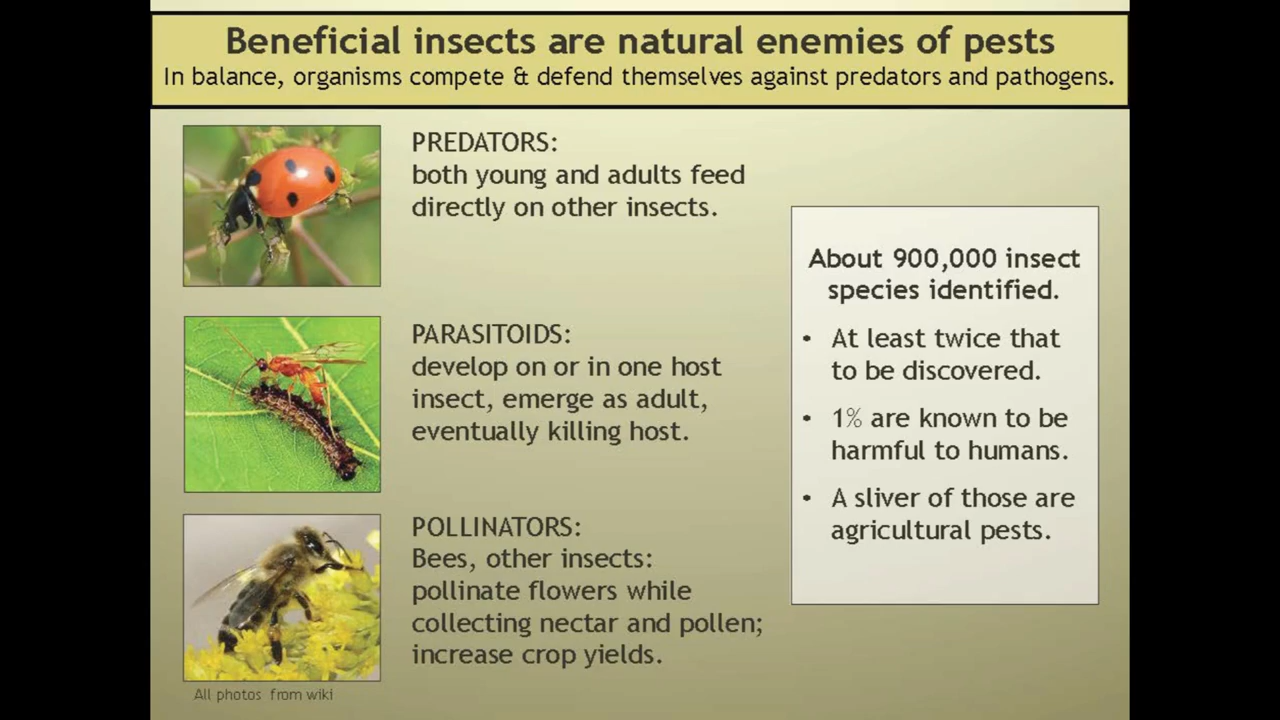 Beneficial insects are natural enemies of pests
In balance, organisms compete & defend themselves against predators and pathogens.
PREDATORS:
both young and adults feed
directly on other insects.
PARASITOIDS:
develop on or in one host
insect, emerge as adult,
eventually killing host.
POLLINATORS:
Bees, other insects:
pollinate flowers while
collecting nectar and pollen;
increase crop yields.
All photos from wiki
About 900,000 insect
species identified.
• At least twice that
to be discovered.
• 1% are known to be
harmful to humans.
• A sliver of those are
agricultural pests.